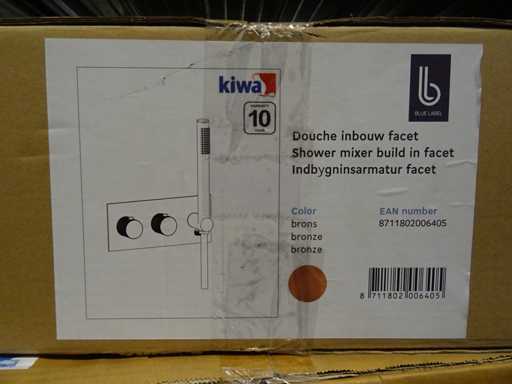 kiwa
WARRANTY
10
YEARS
b
BLUE LABEL
Douche inbouw facet
Shower mixer build in facet
Indbygninsarmatur facet
Color
EAN number
brons
8711802006405
bronze
bronze
8 711802 006405